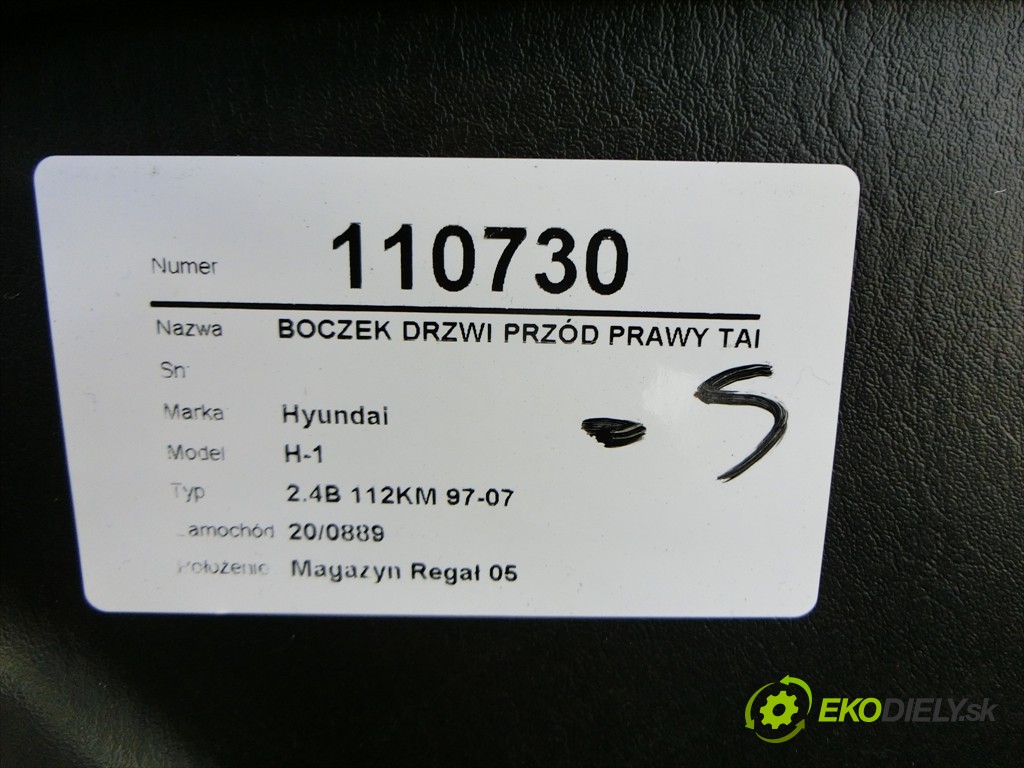 Numer 110730
Nazwa BOCZEK DRZWI PRZÓD PRAWY TAI
Sn
Marka Hyundai
- 5
Model H-1
Typ 2.4B 112KM 97-07
amochód 20/0889
Położenie Magazyn Regał 05
EKODIELY.sk